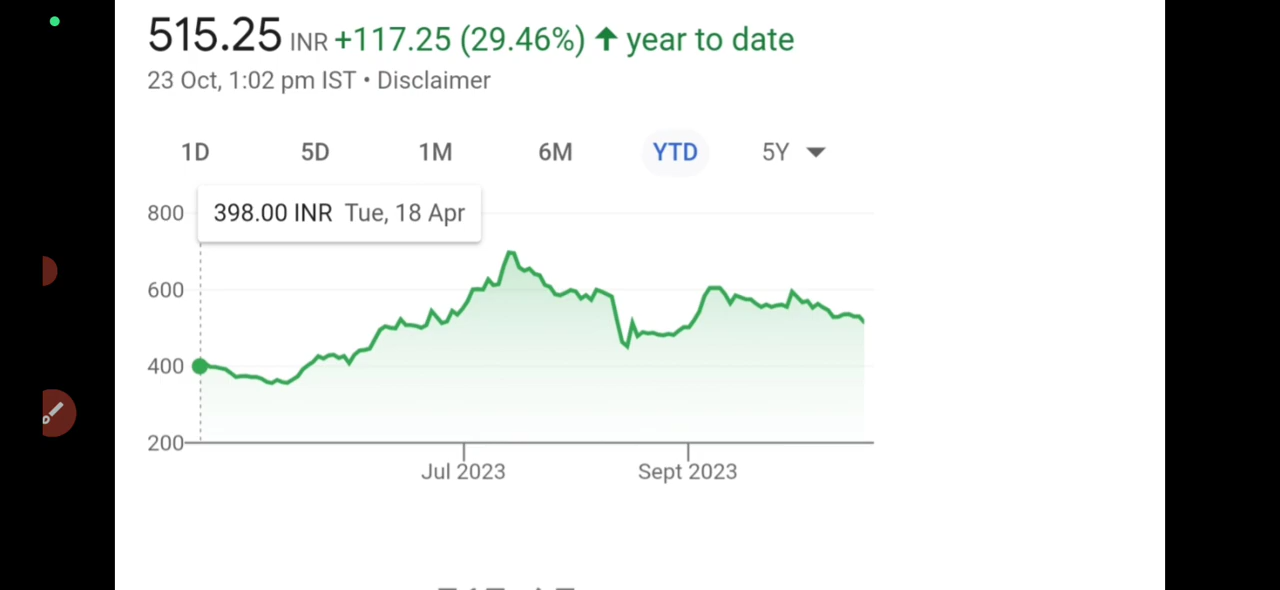 515.25 INR +117.25 (29.46%) ↑ year to date
23 Oct, 1:02 pm IST • Disclaimer
1D 5D 1M 6M YTD 5Y
800
398.00 INR Tue, 18 Apr
600
400
200
Jul 2023 Sept 2023